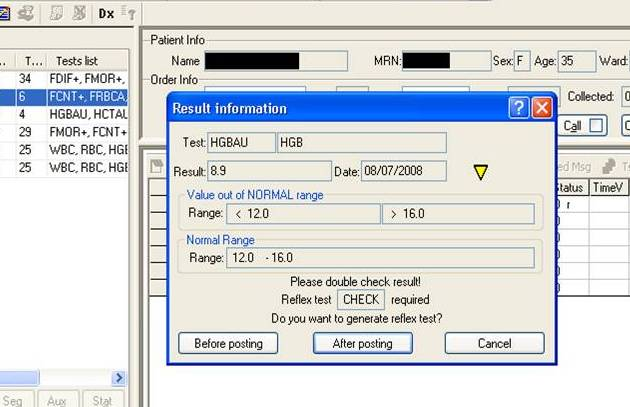 Dx
?
T... Tests list
34 FDIF+, FMOR+,
6 FCNT+, FRBCA,
4 HGBAU, HCTAU
29 FMOR+, FCNT+
25 WBC, RBC, HGB
25 WBC, RBC, HGB
Seg Aux Stat
Patient Info
Name MRN: Sex: F Age: 35 Ward:
Order Info
Collected: 0
Call
ed Msg
Status TimeV
r
Result information
Test: HGBAU HGB
Result: 8.9 Date: 08/07/2008
Value out of NORMAL range
Range: < 12.0 > 16.0
Normal Range
Range: 12.0 - 16.0
Please double check result!
Reflex test CHECK required
Do you want to generate reflex test?
Before posting After posting Cancel